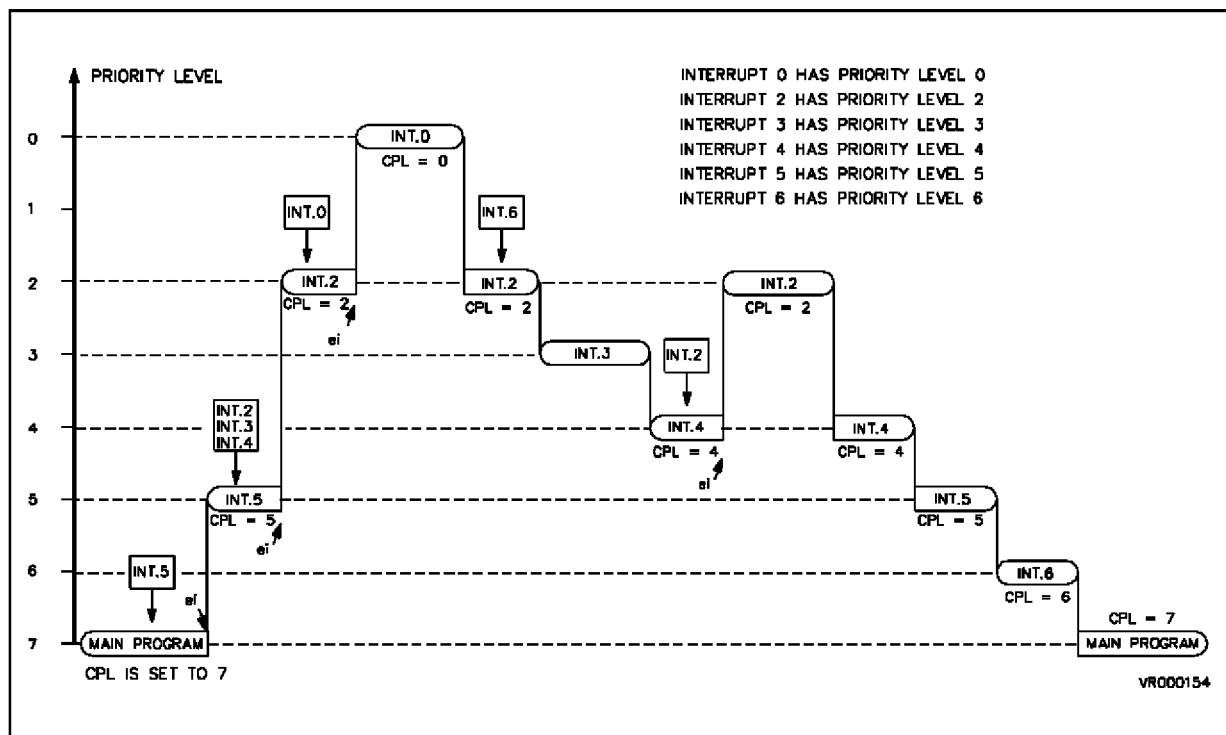 PRIORITY LEVEL
INTERRUPT 0 HAS PRIORITY LEVEL 0
INTERRUPT 2 HAS PRIORITY LEVEL 2
INTERRUPT 3 HAS PRIORITY LEVEL 3
INTERRUPT 4 HAS PRIORITY LEVEL 4
INTERRUPT 5 HAS PRIORITY LEVEL 5
INTERRUPT 6 HAS PRIORITY LEVEL 6
0
INT.0
CPL = 0
1
INT.0
INT.6
2
INT.2
CPL = 2
ei
INT.2
CPL = 2
INT.2
CPL = 2
3
INT.3
INT.2
4
INT.2
INT.3
INT.4
INT.4
CPL = 4
ei
INT.4
CPL = 4
5
INT.5
CPL = 5
ei
INT.5
CPL = 5
6
INT.5
ei
INT.6
CPL = 6
7
MAIN PROGRAM
CPL IS SET TO 7
CPL = 7
MAIN PROGRAM
VR000154